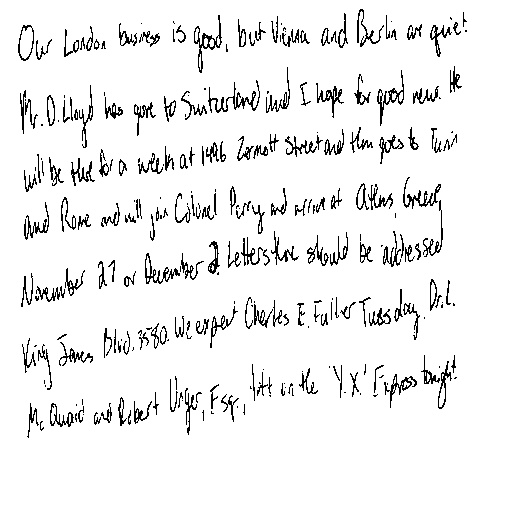 Our London business is good, but Vienna and Berlin are quiet.
Mr. D. Lloyd has gone to Switzerland and I hope for good news. He
will be there for a week at 1496 Zermott Street and then goes to Turin
and Rome and will join Colonel Parry and arrive at Athens, Greece,
November 27 or December 2. Letters there should be addressed
King James Blvd. 3580. We expect Charles E. Fuller Tuesday. Dr. L.
McQuaid and Robert Unger, Esq., left on the 'Y.X.' Express tonight.